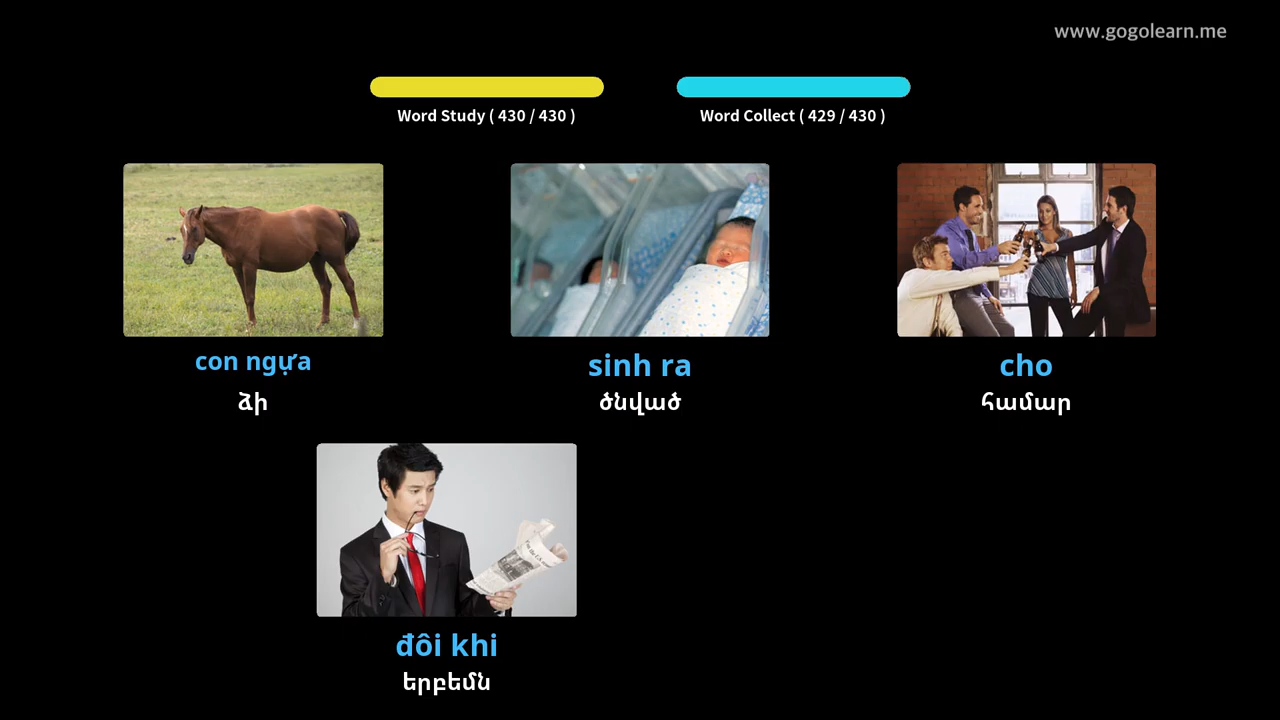 www.gogolearn.me
Word Study ( 430 / 430 )
Word Collect ( 429 / 430 )
con ngựa
ձի
sinh ra
ծնված
cho
համար
đôi khi
երբեմն